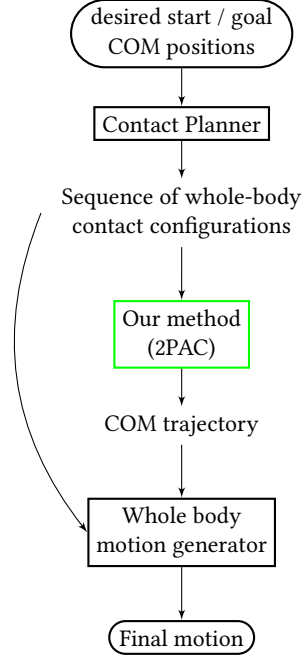 desired start / goal
COM positions
Contact Planner
Sequence of whole-body
contact configurations
Our method
(2PAC)
COM trajectory
Whole body
motion generator
Final motion